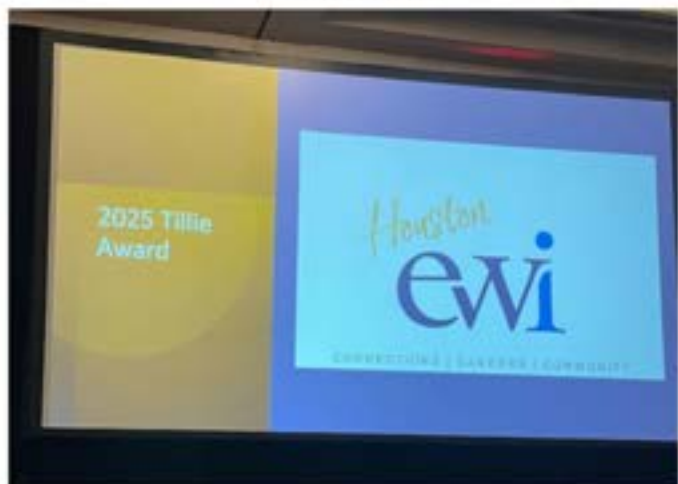 2025 Tillie
Award
Houston
ewi
CONNECTIONS | CAREERS | COMMUNITY